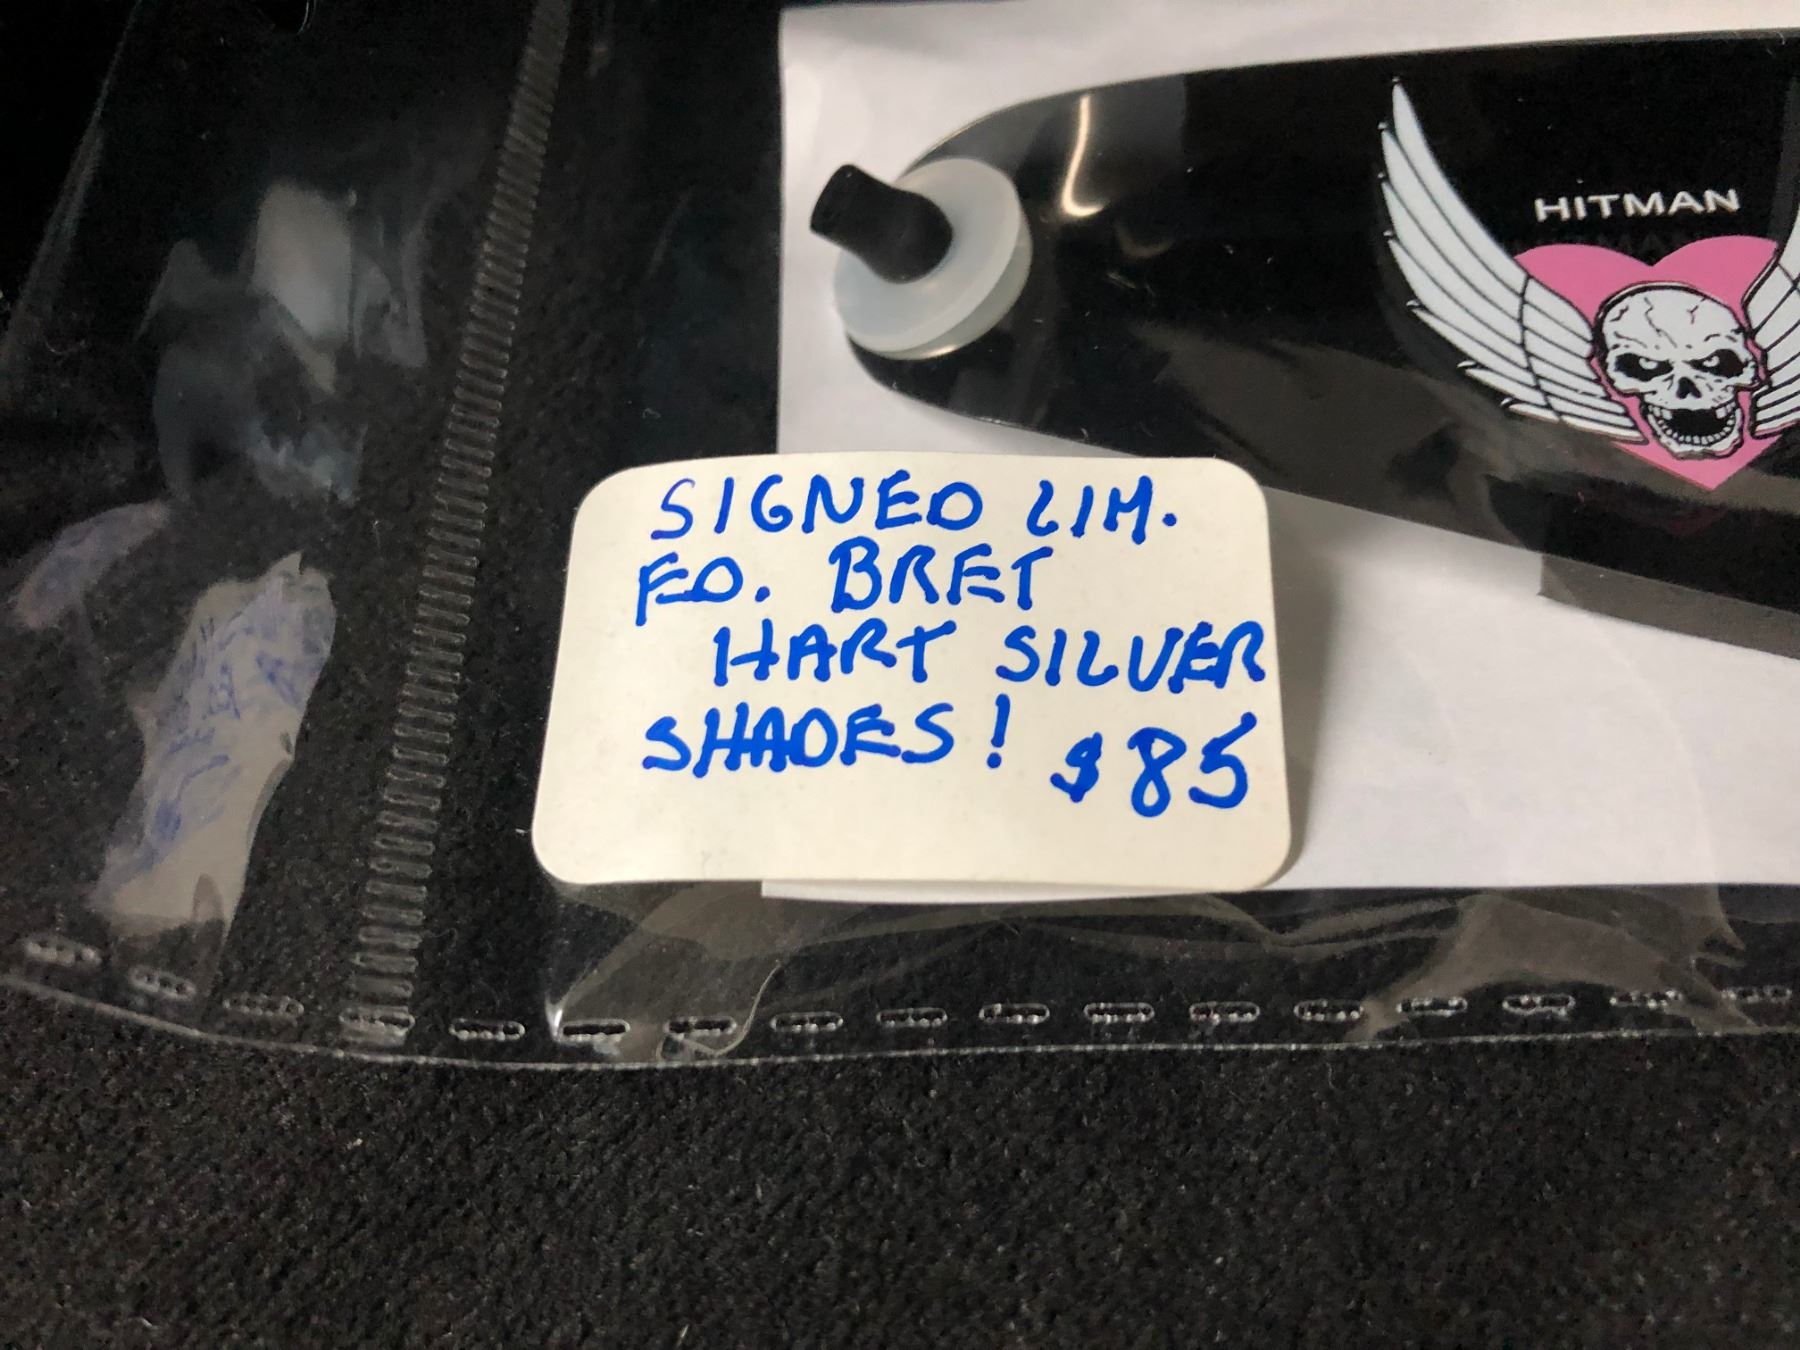 HITMAN
SIGNED LIM.
ED. BRET
HART SILVER
SHADES! $85